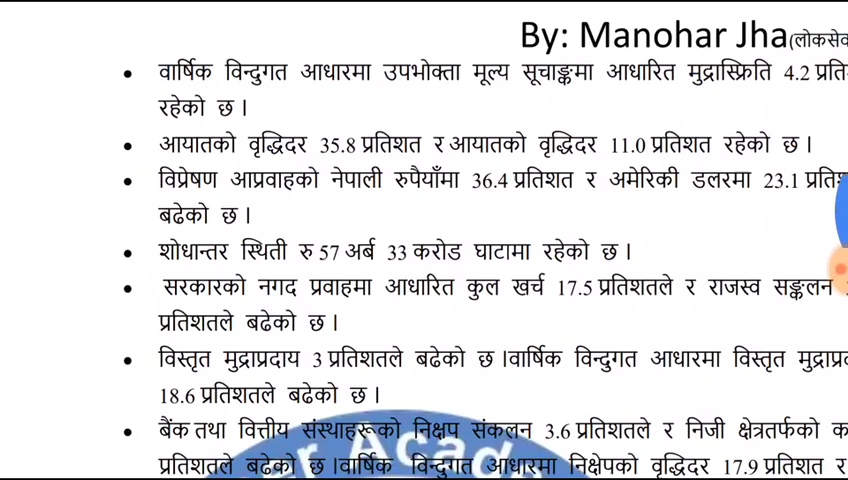 By: Manohar Jha(लोकसेव
• वार्षिक विन्दुगत आधारमा उपभोक्ता मूल्य सूचाङ्कमा आधारित मुद्रास्फ्रिति 4.2
रहेको छ ।
• आयातको वृद्धिदर 35.8 प्रतिशत र आयातको वृद्धिदर 11.0 प्रतिशत रहेको छ ।
• विप्रेषण आप्रवाहको नेपाली रुपैयाँमा 36.4 प्रतिशत र अमेरिकी डलरमा 23.1
बढेको छ ।
• शोधान्तर स्थिती रु 57 अर्ब 33 करोड घाटामा रहेको छ ।
• सरकारको नगद प्रवाहमा आधारित कुल खर्च 17.5 प्रतिशतले र राजस्व सङ्कलन
प्रतिशतले बढेको छ ।
• विस्तृत मुद्राप्रदाय 3 प्रतिशतले बढेको छ ।वार्षिक विन्दुगत आधारमा विस्तृत
18.6 प्रतिशतले बढेको छ ।
• बैंक तथा वित्तीय संस्थाहरूको निक्षप संकलन 3.6 प्रतिशतले र निजी क्षेत्रतर्फको
प्रतिशतले बढेको छ ।वार्षिक विन्दुगत आधारमा निक्षेपको वृद्धिदर 17.9 प्रतिशत र